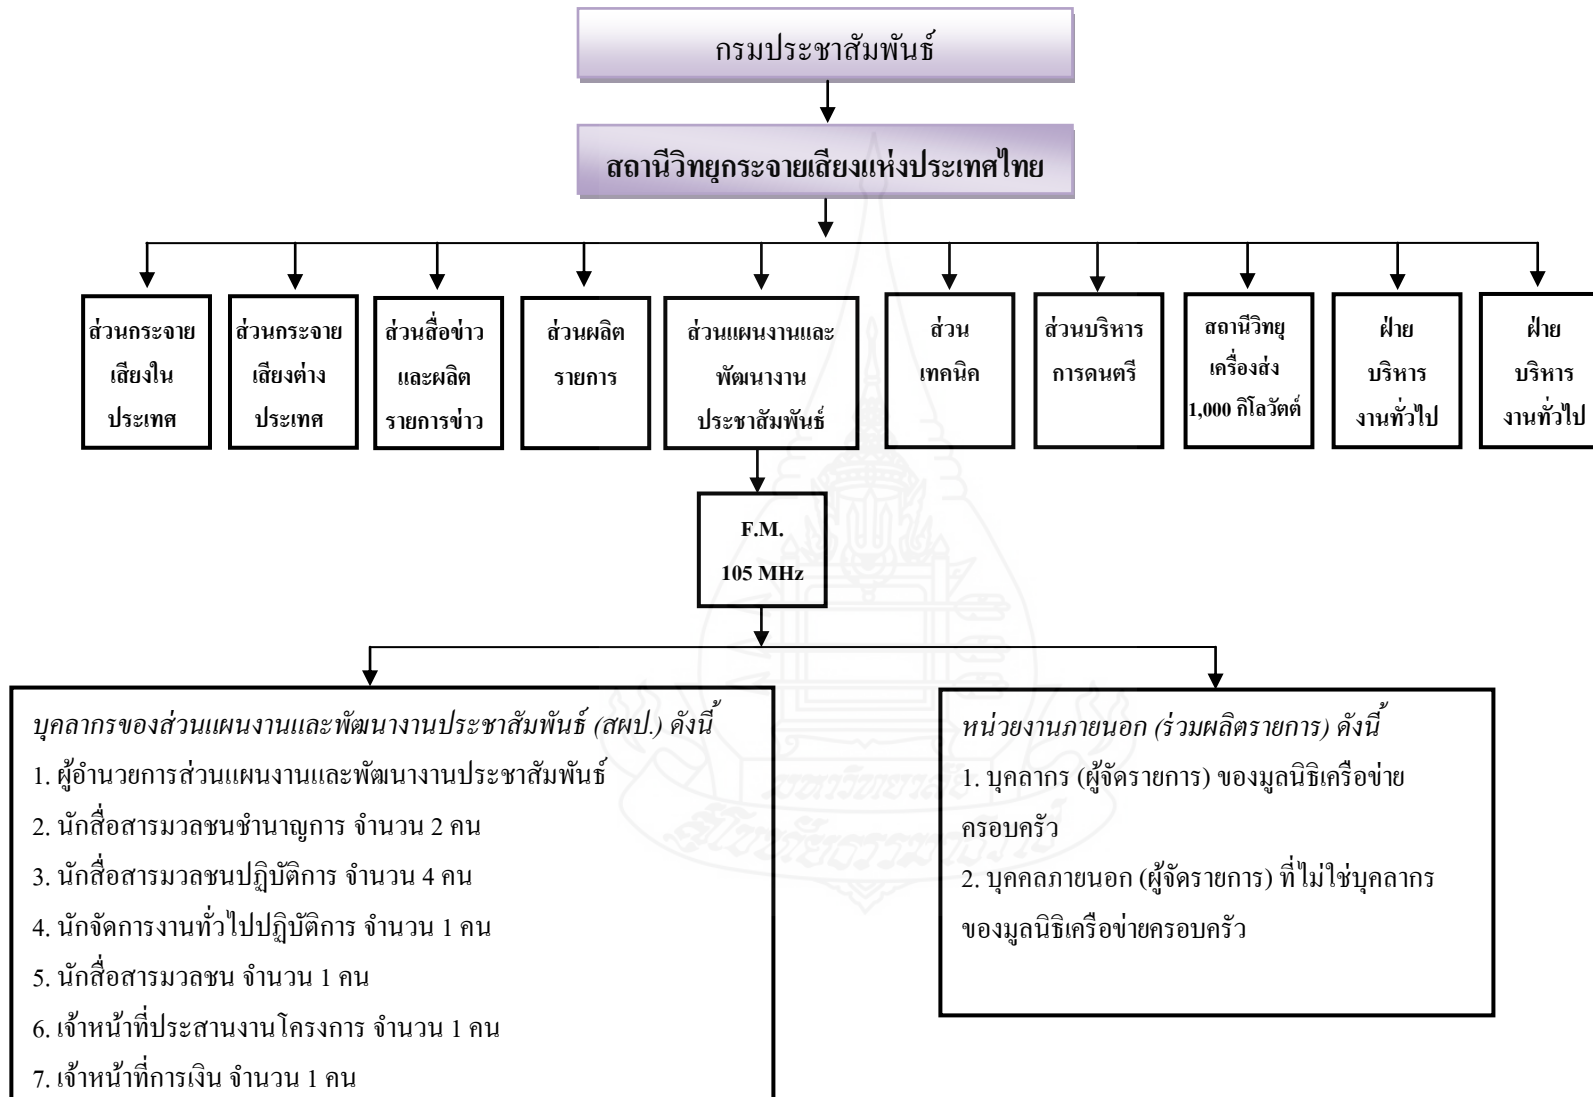 กรมประชาสัมพันธ์
สถานีวิทยุกระจายเสียงแห่งประเทศไทย
ส่วนกระจาย
เสียงใน
ประเทศ
ส่วนกระจาย
เสียงต่าง
ประเทศ
ส่วนสื่อข่าว
และผลิต
รายการข่าว
ส่วนผลิต
รายการ
ส่วนแผนงานและ
พัฒนางาน
ประชาสัมพันธ์
ส่วน
เทคนิค
ส่วนบริหาร
การดนตรี
สถานีวิทยุ
เครื่องส่ง
1,000 กิโลวัตต์
ฝ่าย
บริหาร
งานทั่วไป
ฝ่าย
บริหาร
งานทั่วไป
F.M.
105 MHz
บุคลากรของส่วนแผนงานและพัฒนางานประชาสัมพันธ์ (สผป.) ดังนี้
1. ผู้อำนวยการส่วนแผนงานและพัฒนางานประชาสัมพันธ์
2. นักสื่อสารมวลชนชำนาญการ จำนวน 2 คน
3. นักสื่อสารมวลชนปฏิบัติการ จำนวน 4 คน
4. นักจัดการงานทั่วไปปฏิบัติการ จำนวน 1 คน
5. นักสื่อสารมวลชน จำนวน 1 คน
6. เจ้าหน้าที่ประสานงานโครงการ จำนวน 1 คน
7. เจ้าหน้าที่การเงิน จำนวน 1 คน
หน่วยงานภายนอก (ร่วมผลิตรายการ) ดังนี้
1. บุคลากร (ผู้จัดรายการ) ของมูลนิธิเครือข่าย
ครอบครัว
2. บุคคลภายนอก (ผู้จัดรายการ) ที่ไม่ใช่บุคลากร
ของมูลนิธิเครือข่ายครอบครัว
มหาวิทยาลัย
สุโขทัยธรรมาธิราช